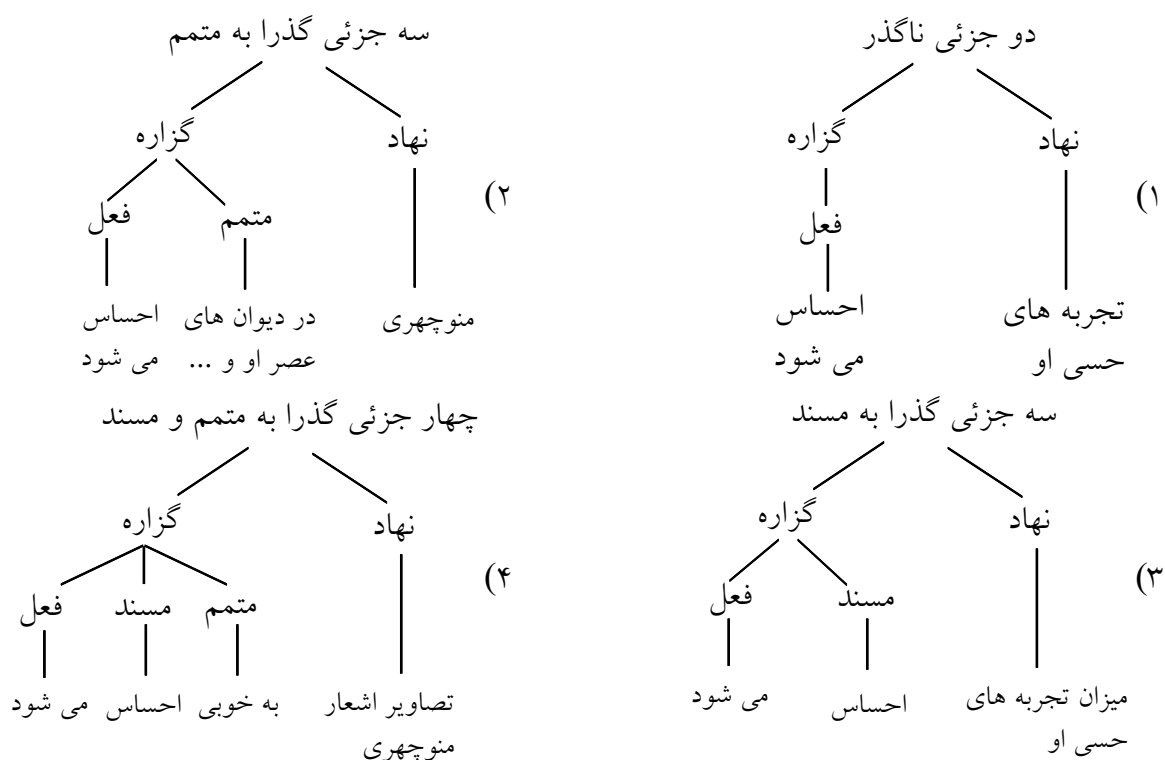 دو جزئی ناگذر
نهاد
گزاره
۱)
فعل
تجربه های
حسی او
احساس
می شود
سه جزئی گذرا به متمم
نهاد
گزاره
۲)
متمم
فعل
منوچهری
در دیوان های
عصر او و ...
احساس
می شود
سه جزئی گذرا به مسند
نهاد
گزاره
۳)
مسند
فعل
میزان تجربه های
حسی او
احساس
می شود
چهار جزئی گذرا به متمم و مسند
نهاد
گزاره
۴)
متمم
مسند
فعل
تصاویر اشعار
منوچهری
به خوبی
احساس
می شود